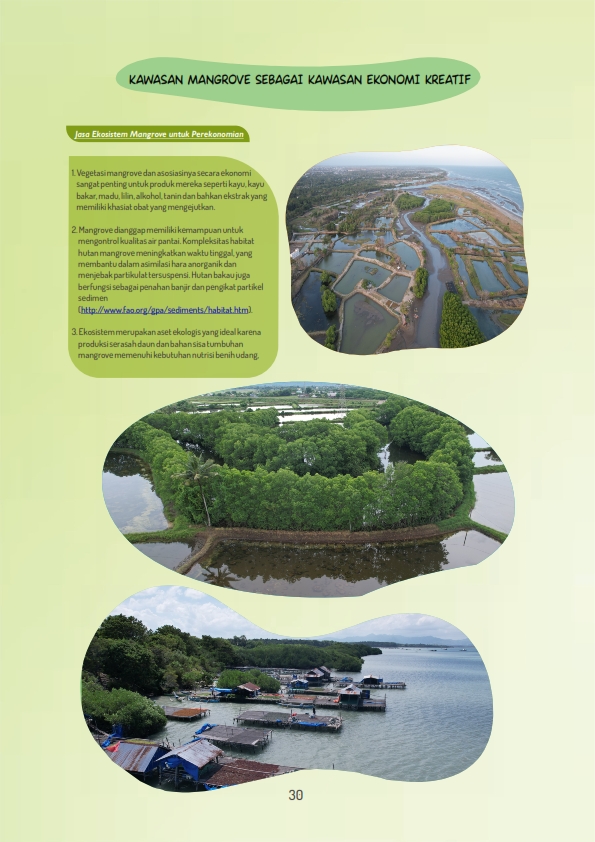 KAWASAN MANGROVE SEBAGAI KAWASAN EKONOMI KREATIF
Jasa Ekosistem Mangrove untuk Perekonomian
1. Vegetasi mangrove dan asosiasinya secara ekonomi
sangat penting untuk produk mereka seperti kayu, kayu
bakar, madu, lilin, alkohol, tanin dan bahkan ekstrak yang
memiliki khasiat obat yang mengejutkan.
2. Mangrove dianggap memiliki kemampuan untuk
mengontrol kualitas air pantai. Kompleksitas habitat
hutan mangrove meningkatkan waktu tinggal, yang
membantu dalam asimilasi hara anorganik dan
menjebak partikulat tersuspensi. Hutan bakau juga
berfungsi sebagai penahan banjir dan pengikat partikel
sedimen
(http://www.fao.org/gpa/sediments/habitat.htm).
3. Ekosistem merupakan aset ekologis yang ideal karena
produksi serasah daun dan bahan sisa tumbuhan
mangrove memenuhi kebutuhan nutrisi benih udang.
30